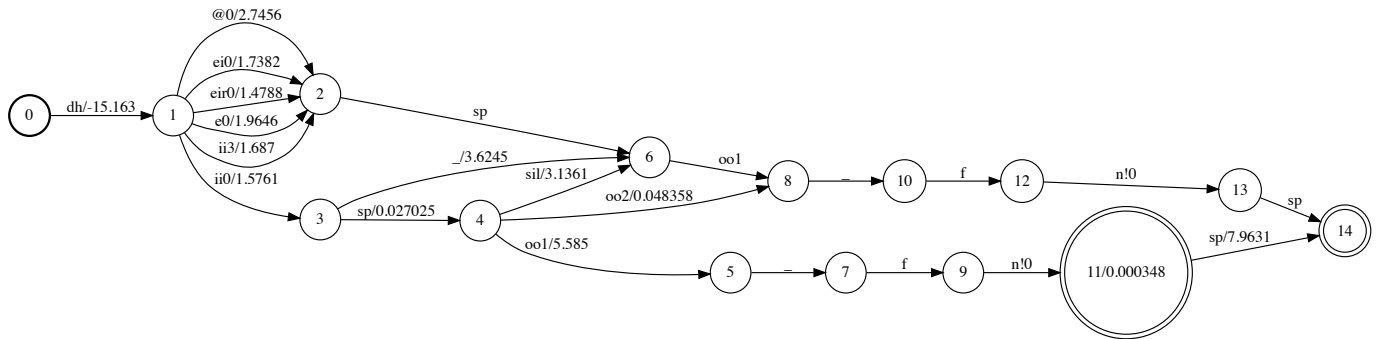 @0/2.7456
ei0/1.7382
eir0/1.4788
e0/1.9646
ii3/1.687
ii0/1.5761
0
dh/-15.163
1
2
sp
3
_/3.6245
sp/0.027025
4
sil/3.1361
oo2/0.048358
oo1/5.585
6
oo1
8
_
10
f
12
n!0
13
sp
14
5
_
7
f
9
n!0
11/0.000348
sp/7.9631